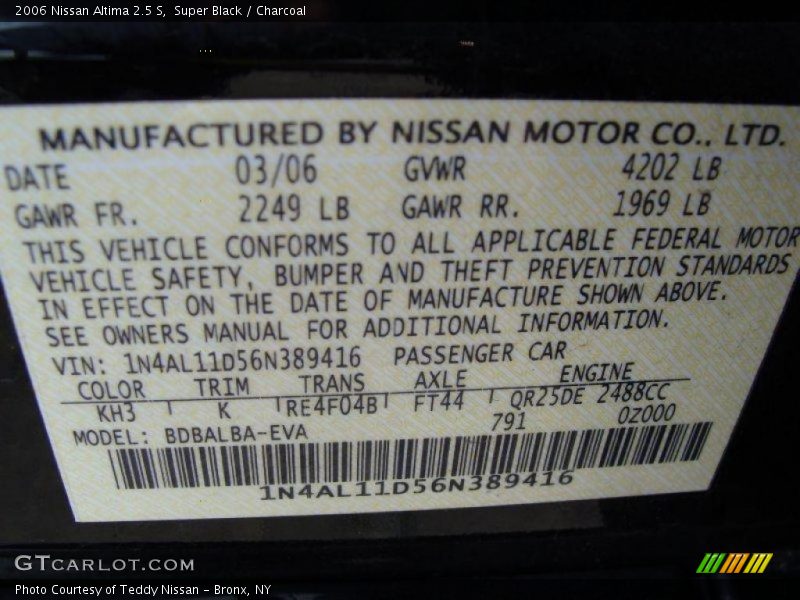 2006 Nissan Altima 2.5 S, Super Black / Charcoal
MANUFACTURED BY NISSAN MOTOR CO., LTD.
DATE 03/06 GVWR 4202 LB
GAWR FR. 2249 LB GAWR RR. 1969 LB
THIS VEHICLE CONFORMS TO ALL APPLICABLE FEDERAL MOTOR
VEHICLE SAFETY, BUMPER AND THEFT PREVENTION STANDARDS
IN EFFECT ON THE DATE OF MANUFACTURE SHOWN ABOVE.
SEE OWNERS MANUAL FOR ADDITIONAL INFORMATION.
VIN: 1N4AL11D56N389416 PASSENGER CAR
COLOR TRIM TRANS AXLE ENGINE
KH3 K RE4F04B FT44 QR25DE 2488CC
791 0Z000
MODEL: BDBALBA-EVA
1N4AL11D56N389416
GTCARLOT.COM
Photo Courtesy of Teddy Nissan - Bronx, NY